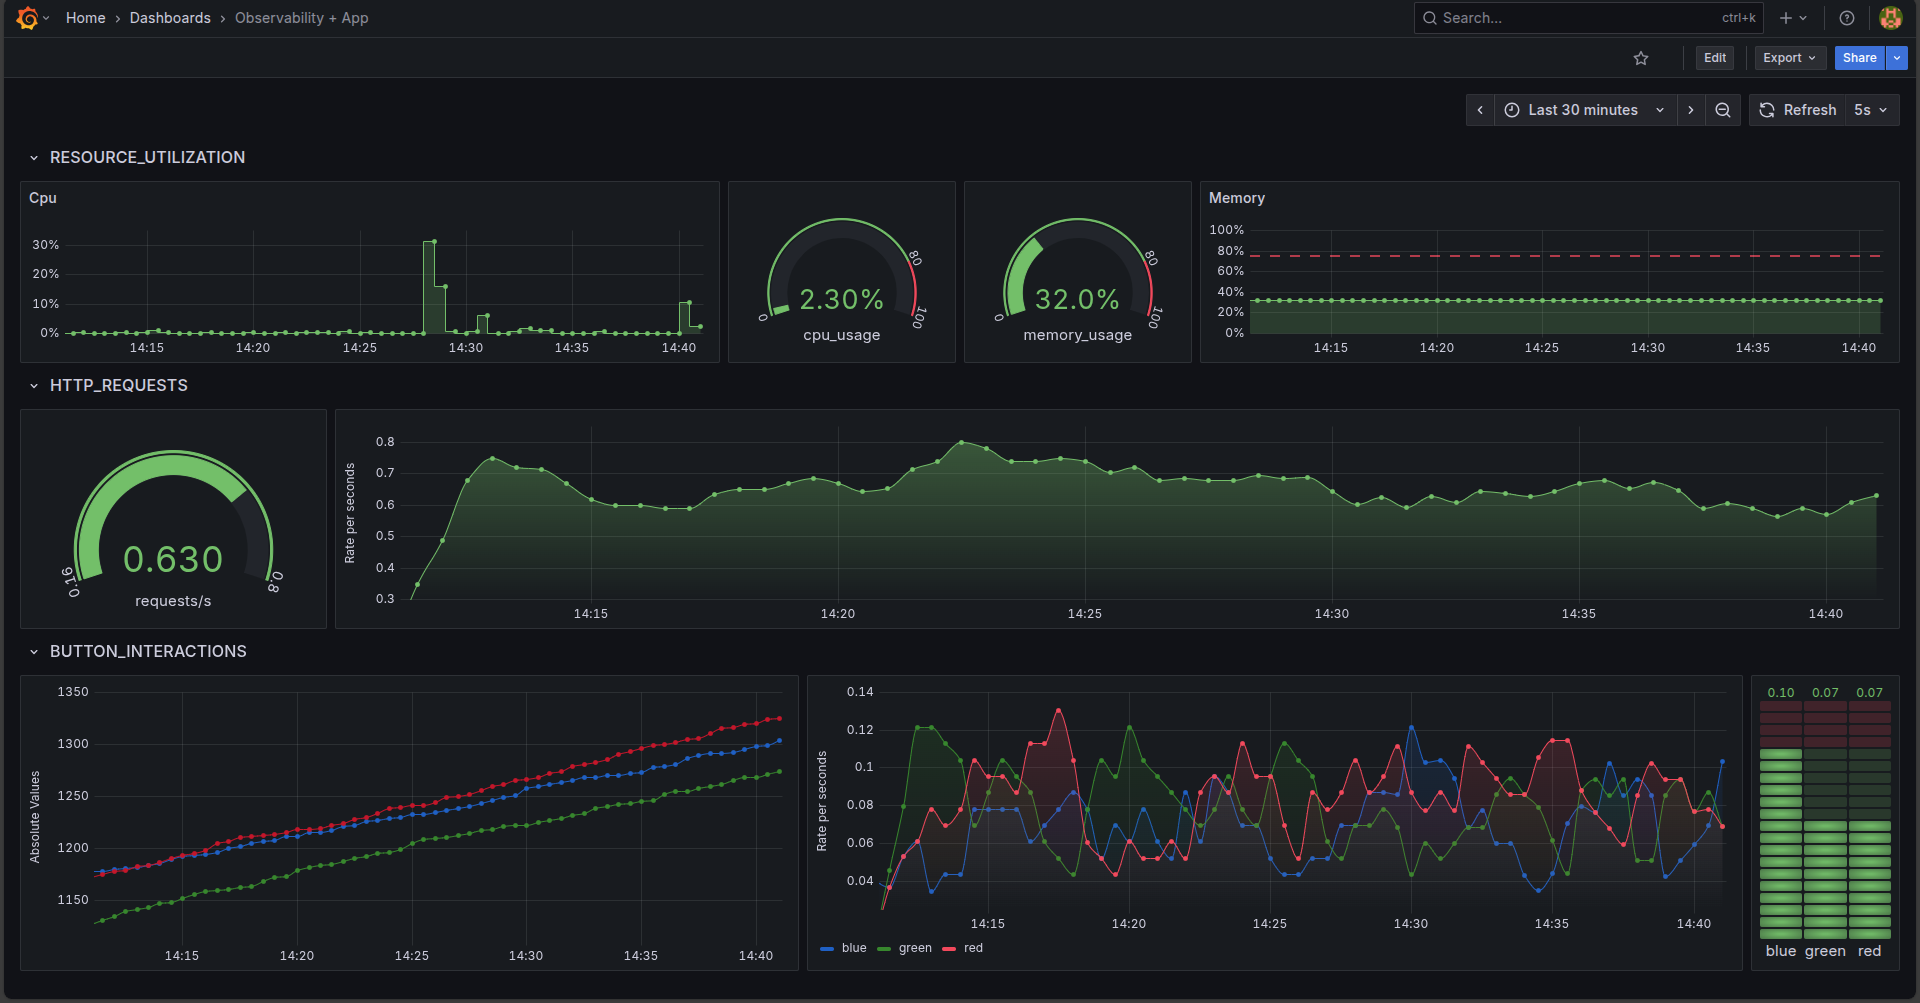 Home › Dashboards › Observability + App
Search... ctrl+k
Edit Export Share
Last 30 minutes Refresh 5s
RESOURCE_UTILIZATION
Cpu
30%
20%
10%
0%
14:15 14:20 14:25 14:30 14:35 14:40
0 80 100
2.30%
cpu_usage
0 80 100
32.0%
memory_usage
Memory
100%
80%
60%
40%
20%
0%
14:15 14:20 14:25 14:30 14:35 14:40
HTTP_REQUESTS
0.16 0.8
0.630
requests/s
Rate per seconds
0.8
0.7
0.6
0.5
0.4
0.3
14:15 14:20 14:25 14:30 14:35 14:40
BUTTON_INTERACTIONS
Absolute Values
1350
1300
1250
1200
1150
14:15 14:20 14:25 14:30 14:35 14:40
Rate per seconds
0.14
0.12
0.1
0.08
0.06
0.04
14:15 14:20 14:25 14:30 14:35 14:40
blue green red
0.10 0.07 0.07
blue green red